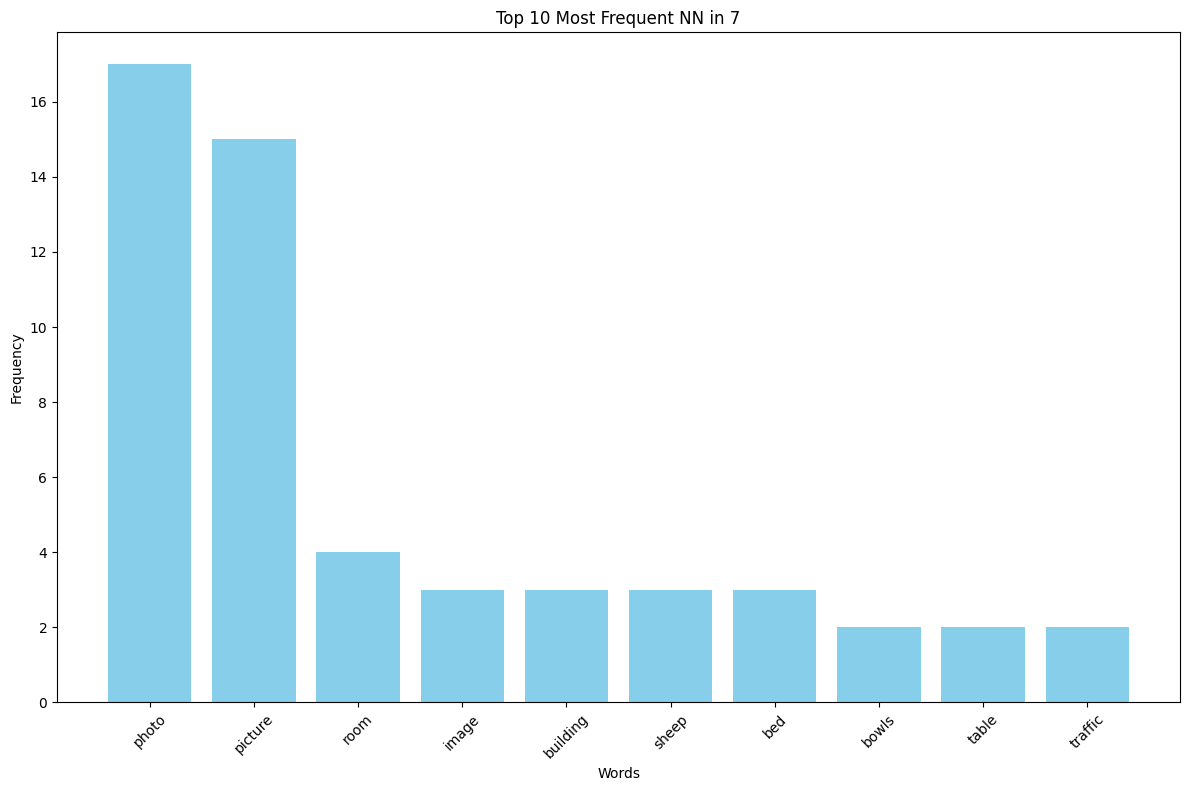 Top 10 Most Frequent NN in 7
16
14
12
10
8
6
4
2
0
Frequency
photo
picture
room
image
building
sheep
bed
bowls
table
traffic
Words